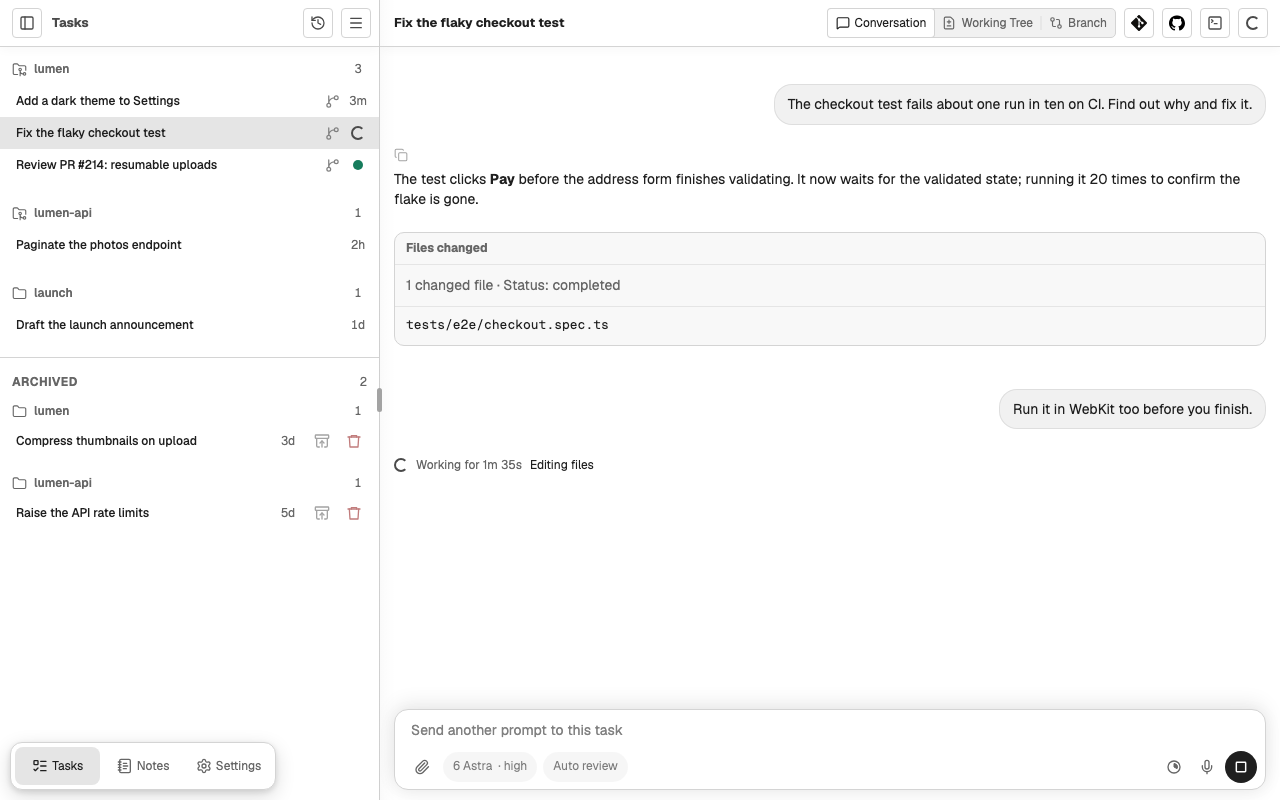 Tasks
lumen 3
Add a dark theme to Settings 3m
Fix the flaky checkout test
Review PR #214: resumable uploads
lumen-api 1
Paginate the photos endpoint 2h
launch 1
Draft the launch announcement 1d
ARCHIVED 2
lumen 1
Compress thumbnails on upload 3d
lumen-api 1
Raise the API rate limits 5d
Tasks Notes Settings
Fix the flaky checkout test
Conversation Working Tree Branch
The checkout test fails about one run in ten on CI. Find out why and fix it.
The test clicks Pay before the address form finishes validating. It now waits for the validated state; running it 20 times to confirm the
flake is gone.
Files changed
1 changed file · Status: completed
tests/e2e/checkout.spec.ts
Run it in WebKit too before you finish.
Working for 1m 35s Editing files
Send another prompt to this task
6 Astra · high Auto review